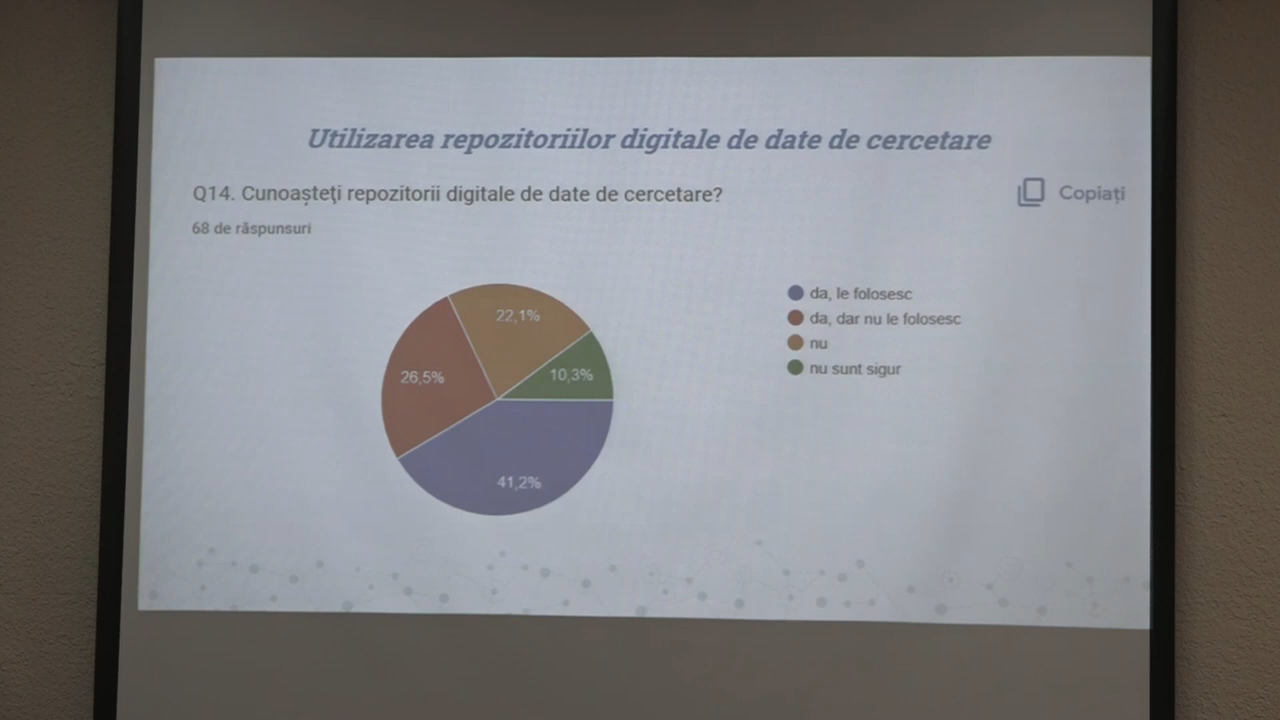 Utilizarea repozitoriilor digitale de date de cercetare
Q14. Cunoașteţi repozitorii digitale de date de cercetare?
Copiați
68 de răspunsuri
da, le folosesc
da, dar nu le folosesc
nu
nu sunt sigur
22,1%
26,5%
10,3%
41,2%